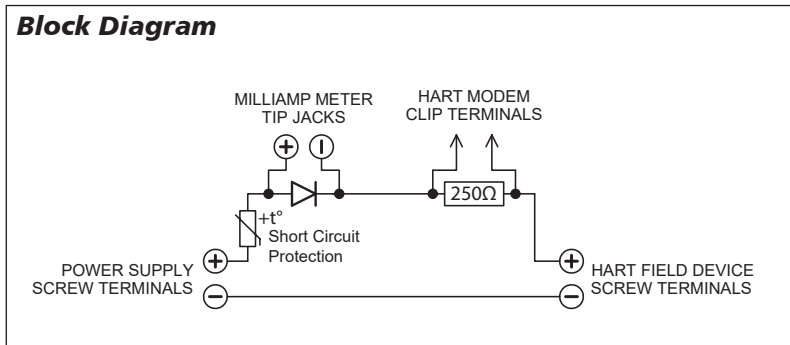 Block Diagram
MILLIAMP METER
TIP JACKS
HART MODEM
CLIP TERMINALS
+ −
250Ω
+t°
Short Circuit
Protection
POWER SUPPLY
SCREW TERMINALS
+
−
+
−
HART FIELD DEVICE
SCREW TERMINALS